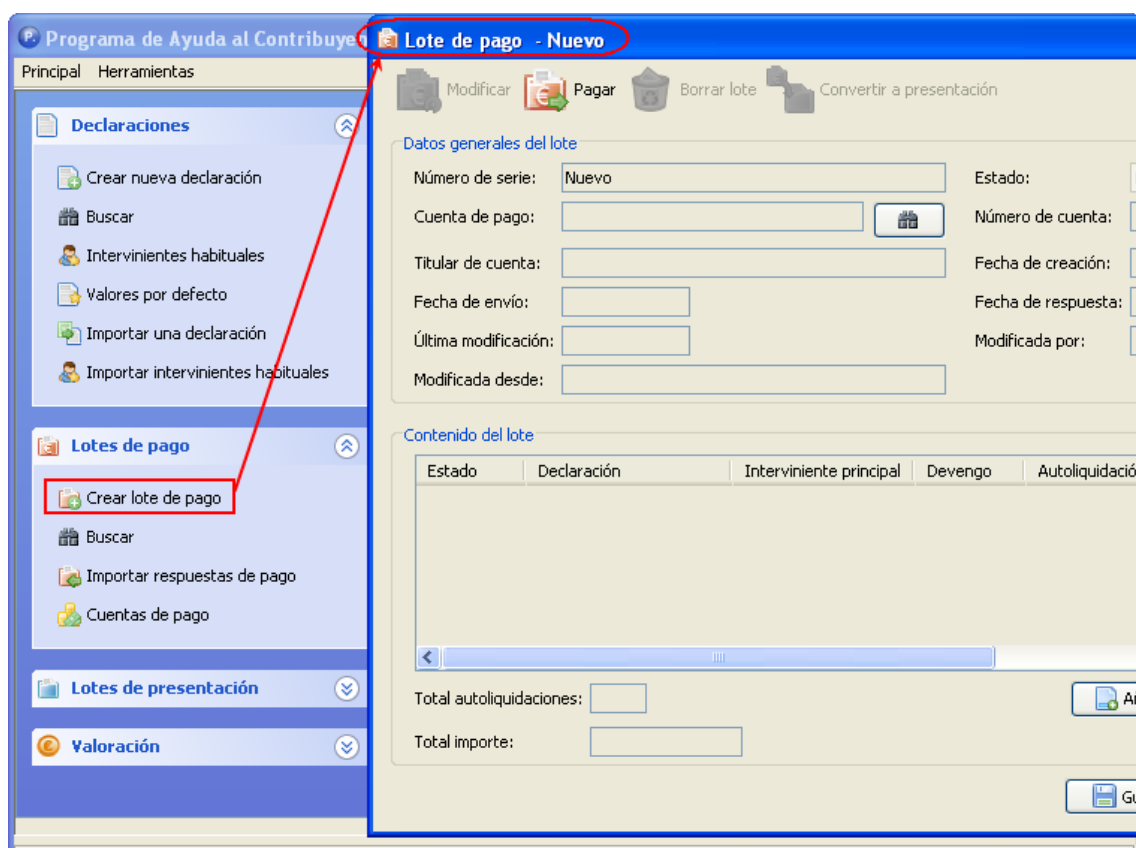 Programa de Ayuda al Contribuyen
Principal Herramientas
Declaraciones
Crear nueva declaración
Buscar
Intervinientes habituales
Valores por defecto
Importar una declaración
Importar intervinientes habituales
Lotes de pago
Crear lote de pago
Buscar
Importar respuestas de pago
Cuentas de pago
Lotes de presentación
Valoración
Lote de pago - Nuevo
Modificar Pagar Borrar lote Convertir a presentación
Datos generales del lote
Número de serie: Nuevo Estado:
Cuenta de pago: Número de cuenta:
Titular de cuenta: Fecha de creación:
Fecha de envío: Fecha de respuesta:
Última modificación: Modificada por:
Modificada desde:
Contenido del lote
Estado Declaración Interviniente principal Devengo Autoliquidació
Total autoliquidaciones: Añ
Total importe:
Gu